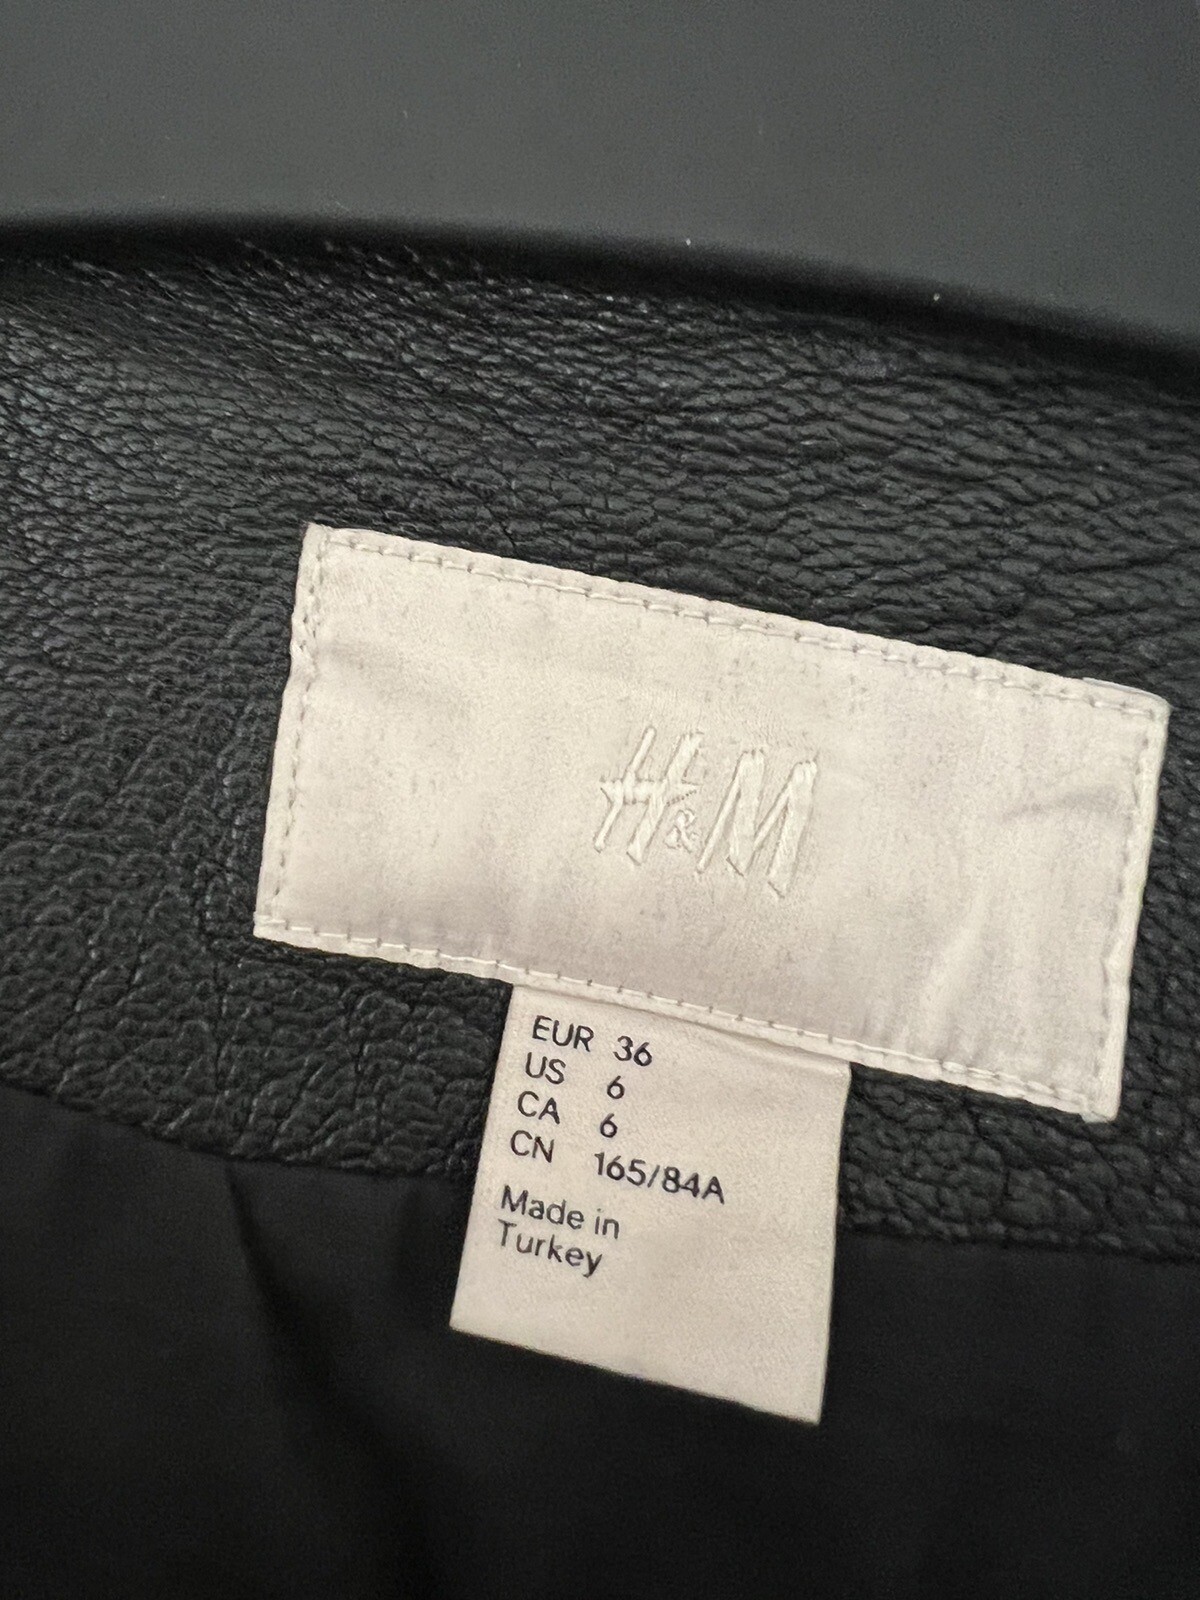 H&M
EUR 36
US 6
CA 6
CN 165/84A
Made in
Turkey